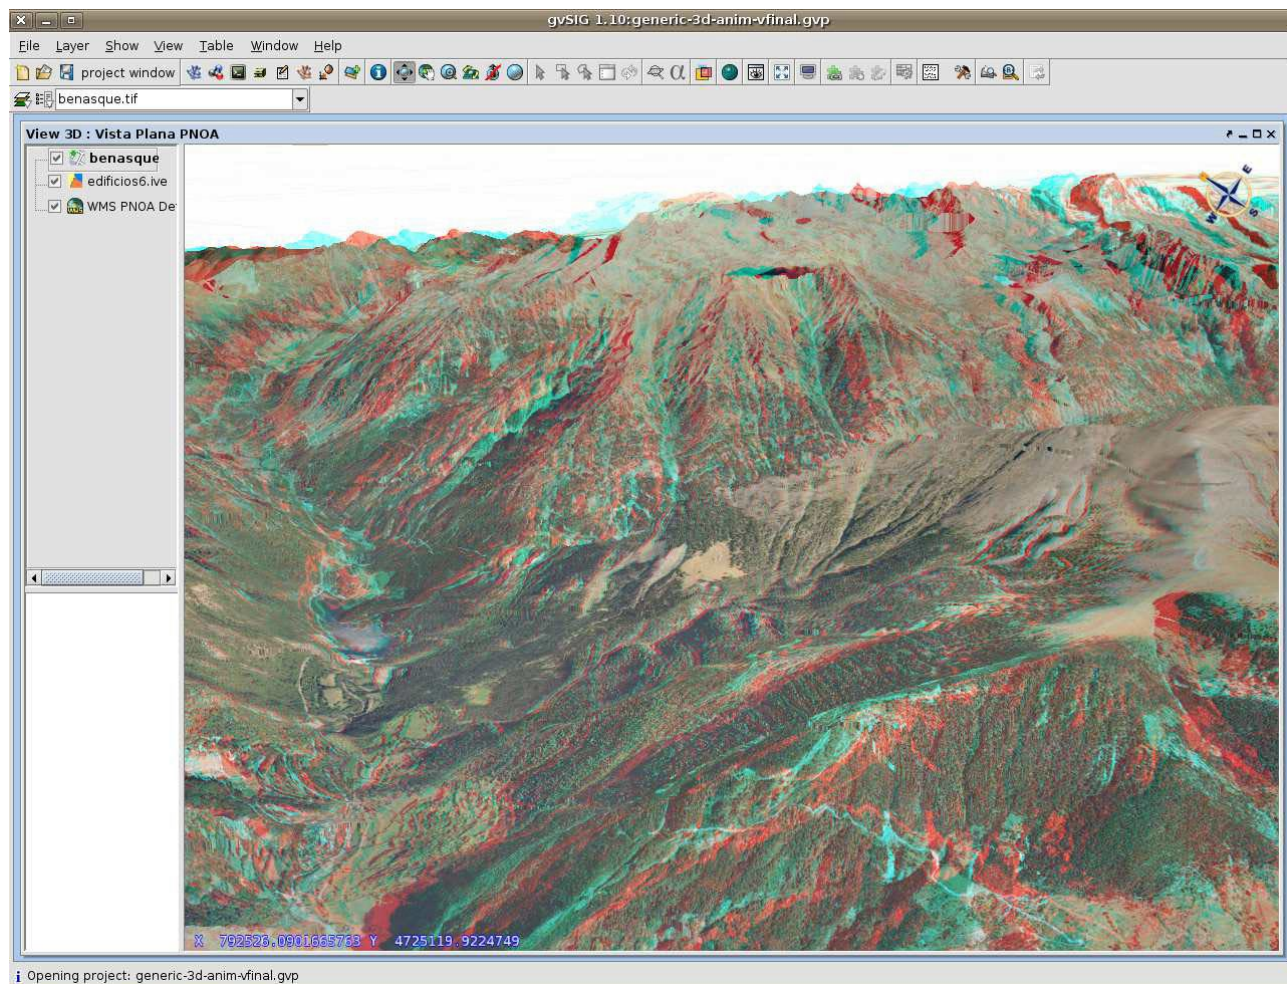 gvSIG 1.10:generic-3d-anim-vfinal.gvp
File Layer Show View Table Window Help
project window
benasque.tif
View 3D : Vista Plana PNOA
benasque
edificios6.ive
WMS PNOA De
E
W
S
X 792526.0901665763 Y 4725119.9224749
Opening project: generic-3d-anim-vfinal.gvp